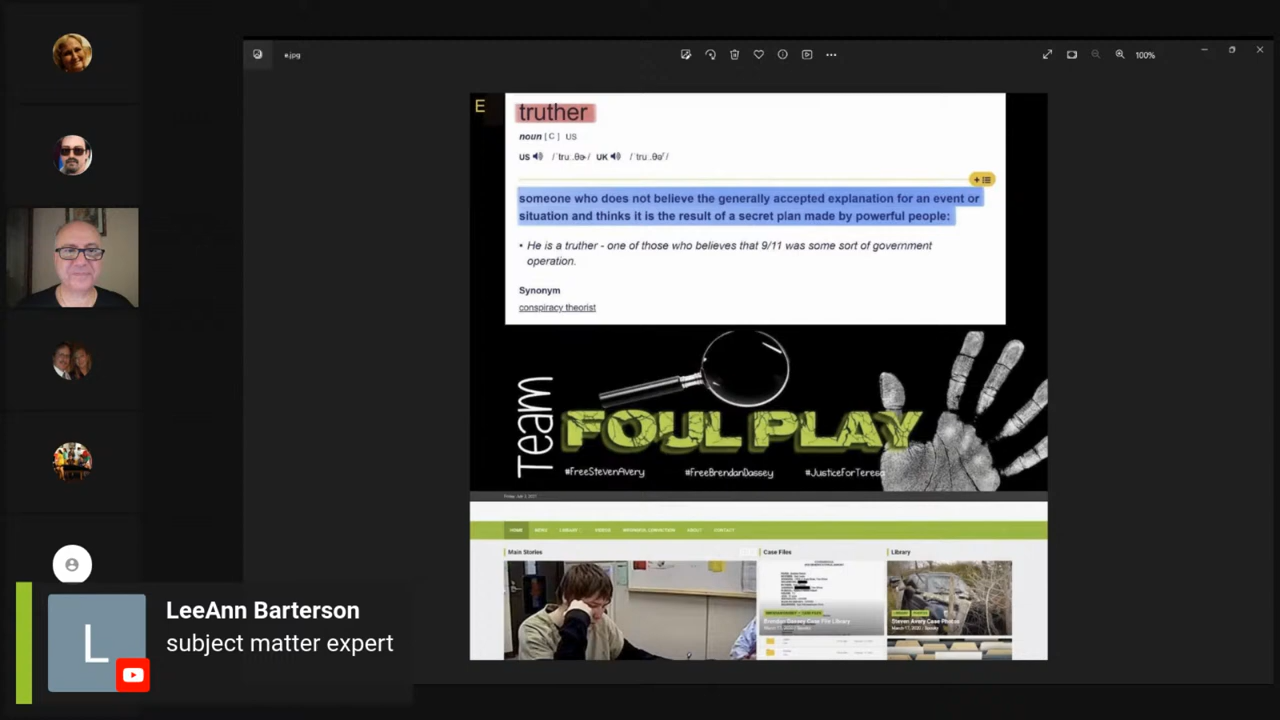 e.jpg
100%
E
truther
noun [ C ] US
US /ˈtruː.θɚ/ UK /ˈtruː.θər/
someone who does not believe the generally accepted explanation for an event or
situation and thinks it is the result of a secret plan made by powerful people:
• He is a truther - one of those who believes that 9/11 was some sort of government
operation.
Synonym
conspiracy theorist
Team
FOUL PLAY
#FreeStevenAvery #FreeBrendanDassey #JusticeForTeresa
HOME NEWS LIBRARY VIDEOS WRONGFUL CONVICTION ABOUT CONTACT
Main Stories Case Files Library
Brendan Dassey Case File Library
Steven Avery Case Photos
LeeAnn Barterson
subject matter expert
L